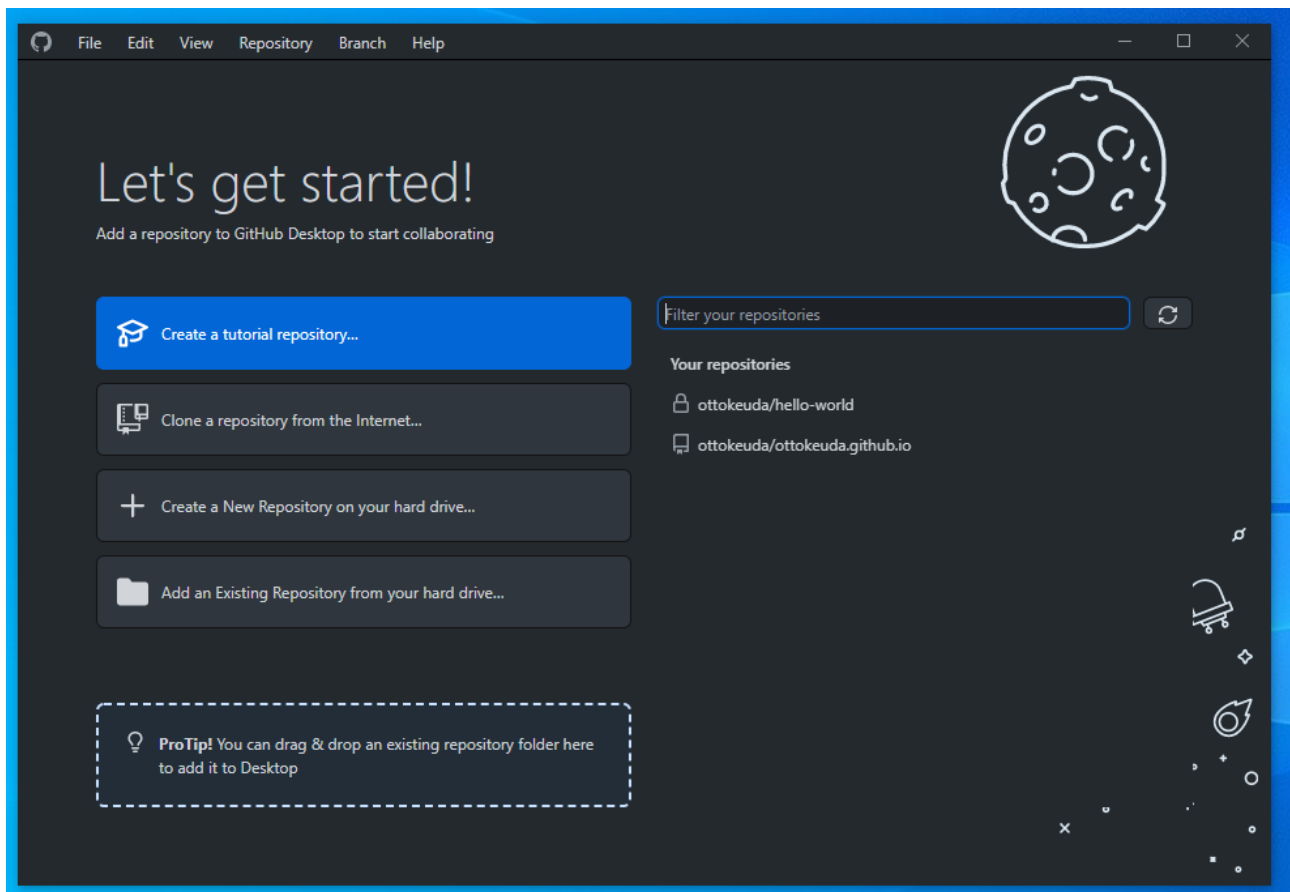 File Edit View Repository Branch Help
Let's get started!
Add a repository to GitHub Desktop to start collaborating
Create a tutorial repository...
Clone a repository from the Internet...
Create a New Repository on your hard drive...
Add an Existing Repository from your hard drive...
ProTip! You can drag & drop an existing repository folder here
to add it to Desktop
Filter your repositories
Your repositories
ottokeuda/hello-world
ottokeuda/ottokeuda.github.io